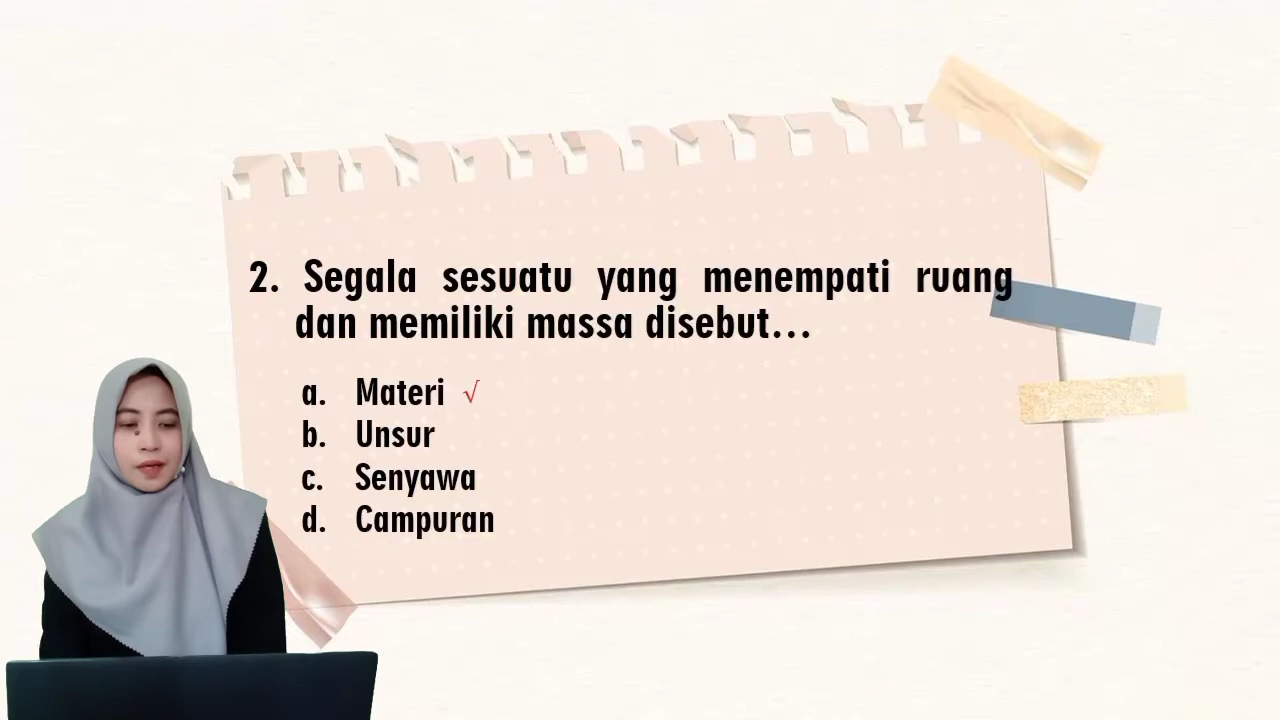 2. Segala sesuatu yang menempati ruang
dan memiliki massa disebut...
a. Materi √
b. Unsur
c. Senyawa
d. Campuran